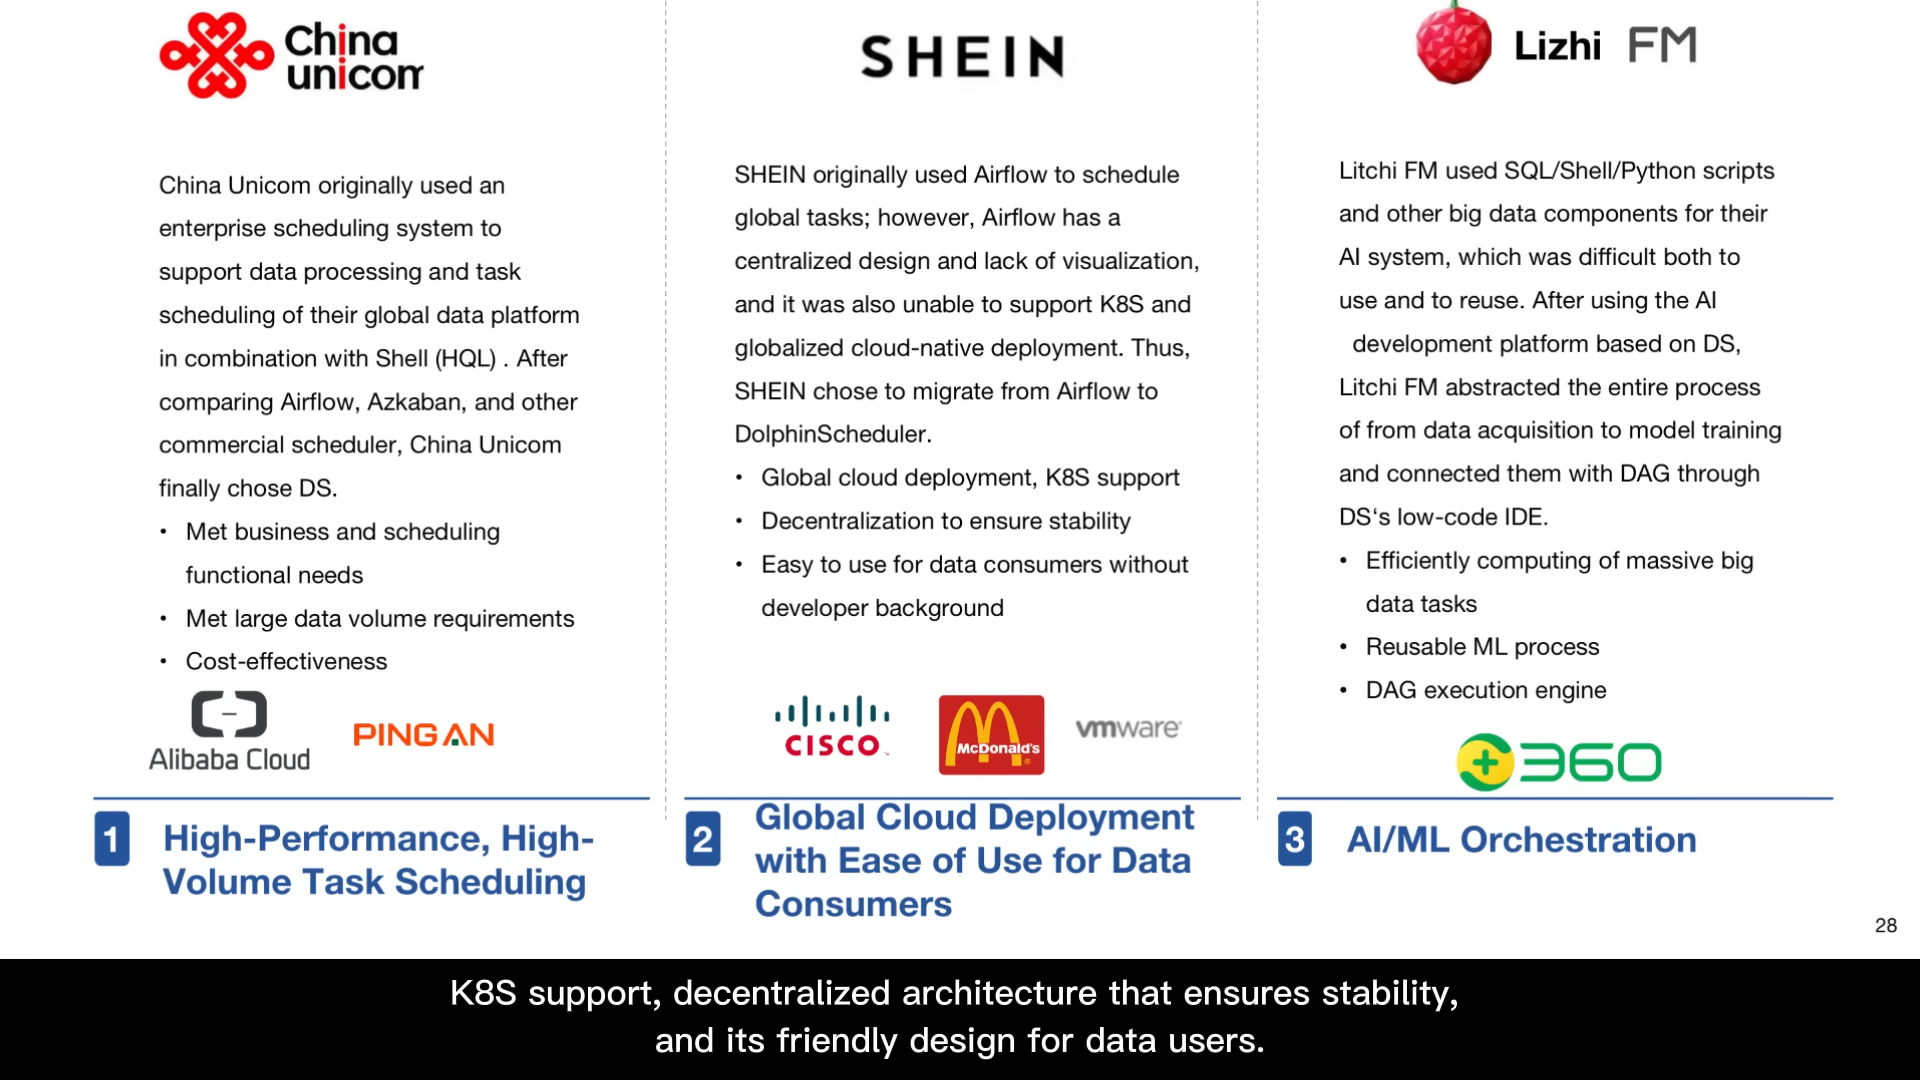 China
unicom
China Unicom originally used an
enterprise scheduling system to
support data processing and task
scheduling of their global data platform
in combination with Shell (HQL) . After
comparing Airflow, Azkaban, and other
commercial scheduler, China Unicom
finally chose DS.
• Met business and scheduling
functional needs
• Met large data volume requirements
• Cost-effectiveness
Alibaba Cloud
PINGAN
1
High-Performance, High-
Volume Task Scheduling
SHEIN
SHEIN originally used Airflow to schedule
global tasks; however, Airflow has a
centralized design and lack of visualization,
and it was also unable to support K8S and
globalized cloud-native deployment. Thus,
SHEIN chose to migrate from Airflow to
DolphinScheduler.
• Global cloud deployment, K8S support
• Decentralization to ensure stability
• Easy to use for data consumers without
developer background
CISCO
McDonald's
vmware
2
Global Cloud Deployment
with Ease of Use for Data
Consumers
Lizhi FM
Litchi FM used SQL/Shell/Python scripts
and other big data components for their
AI system, which was difficult both to
use and to reuse. After using the AI
development platform based on DS,
Litchi FM abstracted the entire process
of from data acquisition to model training
and connected them with DAG through
DS‘s low-code IDE.
• Efficiently computing of massive big
data tasks
• Reusable ML process
• DAG execution engine
360
3
AI/ML Orchestration
28
K8S support, decentralized architecture that ensures stability,
and its friendly design for data users.